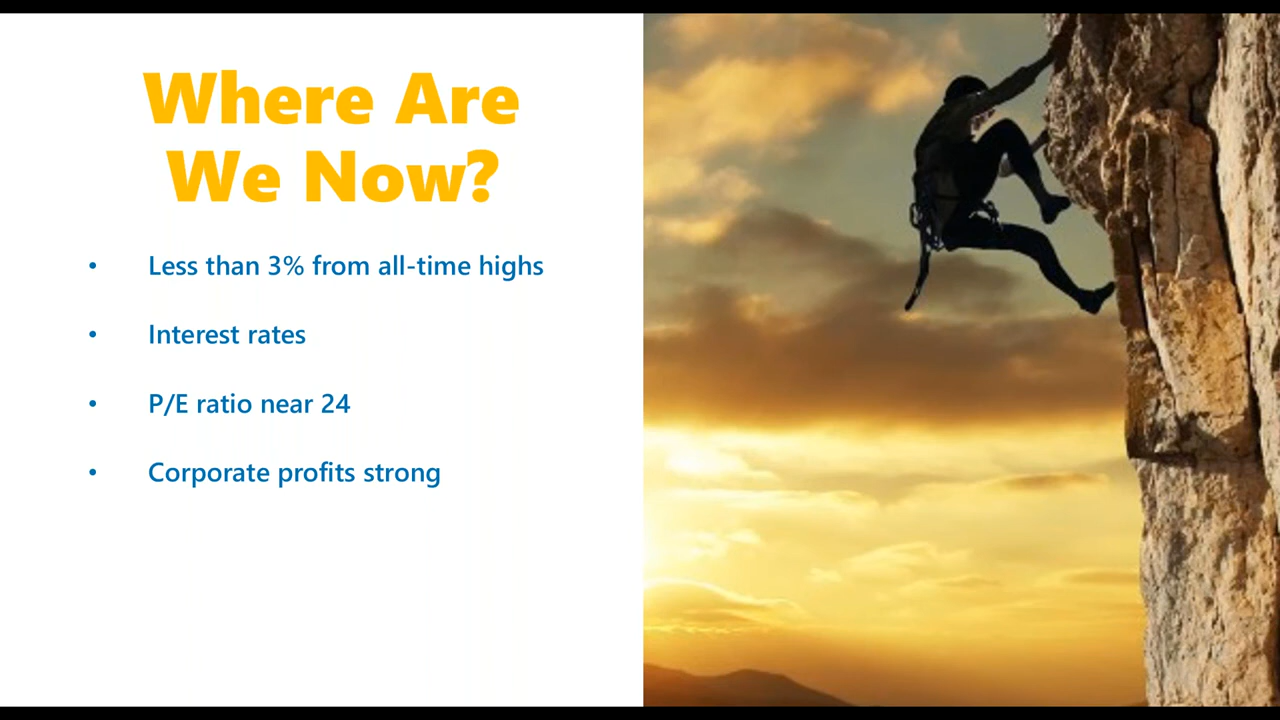 Where Are
We Now?
• Less than 3% from all-time highs
• Interest rates
• P/E ratio near 24
• Corporate profits strong